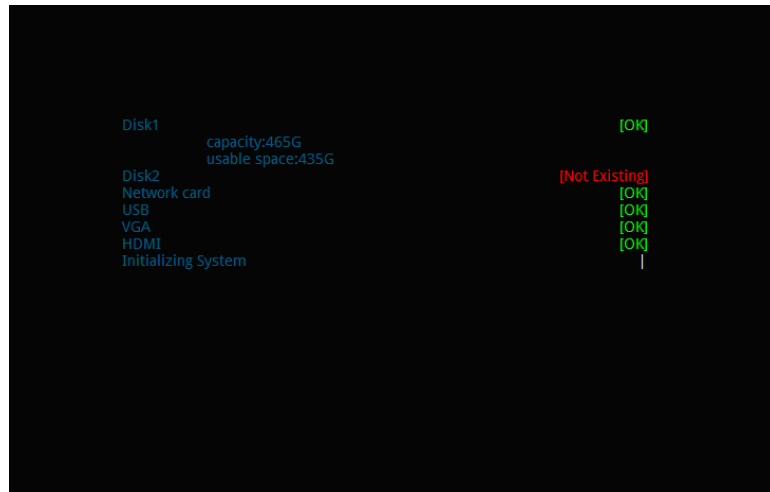 Disk1 [OK]
capacity:465G
usable space:435G
Disk2 [Not Existing]
Network card [OK]
USB [OK]
VGA [OK]
HDMI [OK]
Initializing System |